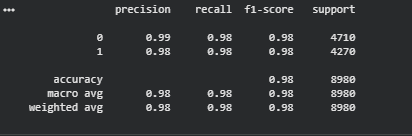 precision recall f1-score support
0 0.99 0.98 0.98 4710
1 0.98 0.98 0.98 4270
accuracy 0.98 8980
macro avg 0.98 0.98 0.98 8980
weighted avg 0.98 0.98 0.98 8980